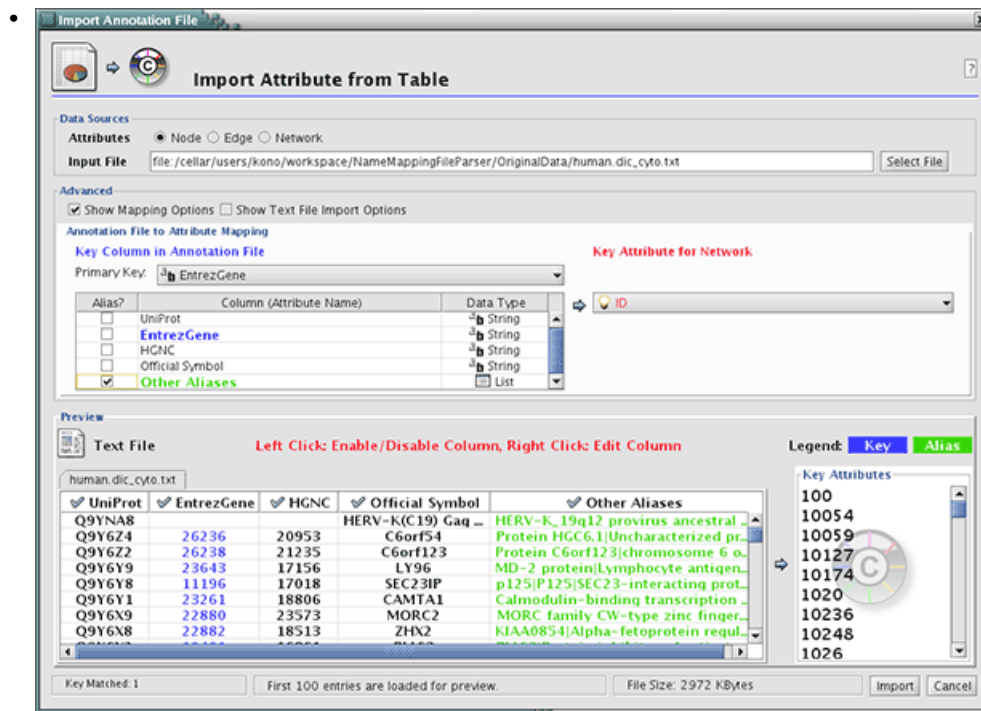 Import Annotation File
Import Attribute from Table
?
Data Sources
Attributes Node Edge Network
Input File file:/cellar/users/kono/workspace/NameMappingFileParser/OriginalData/human.dic_cyto.txt Select File
Advanced
Show Mapping Options Show Text File Import Options
Annotation File to Attribute Mapping
Key Column in Annotation File Key Attribute for Network
Primary Key: ab EntrezGene
Alias? Column (Attribute Name) Data Type ID
UniProt ab String
EntrezGene ab String
HGNC ab String
Official Symbol ab String
Other Aliases List
Preview
Text File Left Click: Enable/Disable Column, Right Click: Edit Column Legend: Key Alias
human.dic_cyto.txt Key Attributes
UniProt EntrezGene HGNC Official Symbol Other Aliases 100
Q9YNA8 HERV-K(C19) Gag ... HERV-K_19q12 provirus ancestral ... 10054
Q9Y6Z4 26236 20953 C6orf54 Protein HGC6.1|Uncharacterized pr... 10059
Q9Y6Z2 26238 21235 C6orf123 Protein C6orf123|chromosome 6 o... 10127
Q9Y6Y9 23643 17156 LY96 MD-2 protein|Lymphocyte antigen... 10174
Q9Y6Y8 11196 17018 SEC23IP p125|P125|SEC23-interacting prot... 1020
Q9Y6Y1 23261 18806 CAMTA1 Calmodulin-binding transcription ... 10236
Q9Y6X9 22880 23573 MORC2 MORC family CW-type zinc finger... 10248
Q9Y6X8 22882 18513 ZHX2 KIAA0854|Alpha-fetoprotein regul... 1026
Key Matched: 1 First 100 entries are loaded for preview. File Size: 2972 KBytes Import Cancel